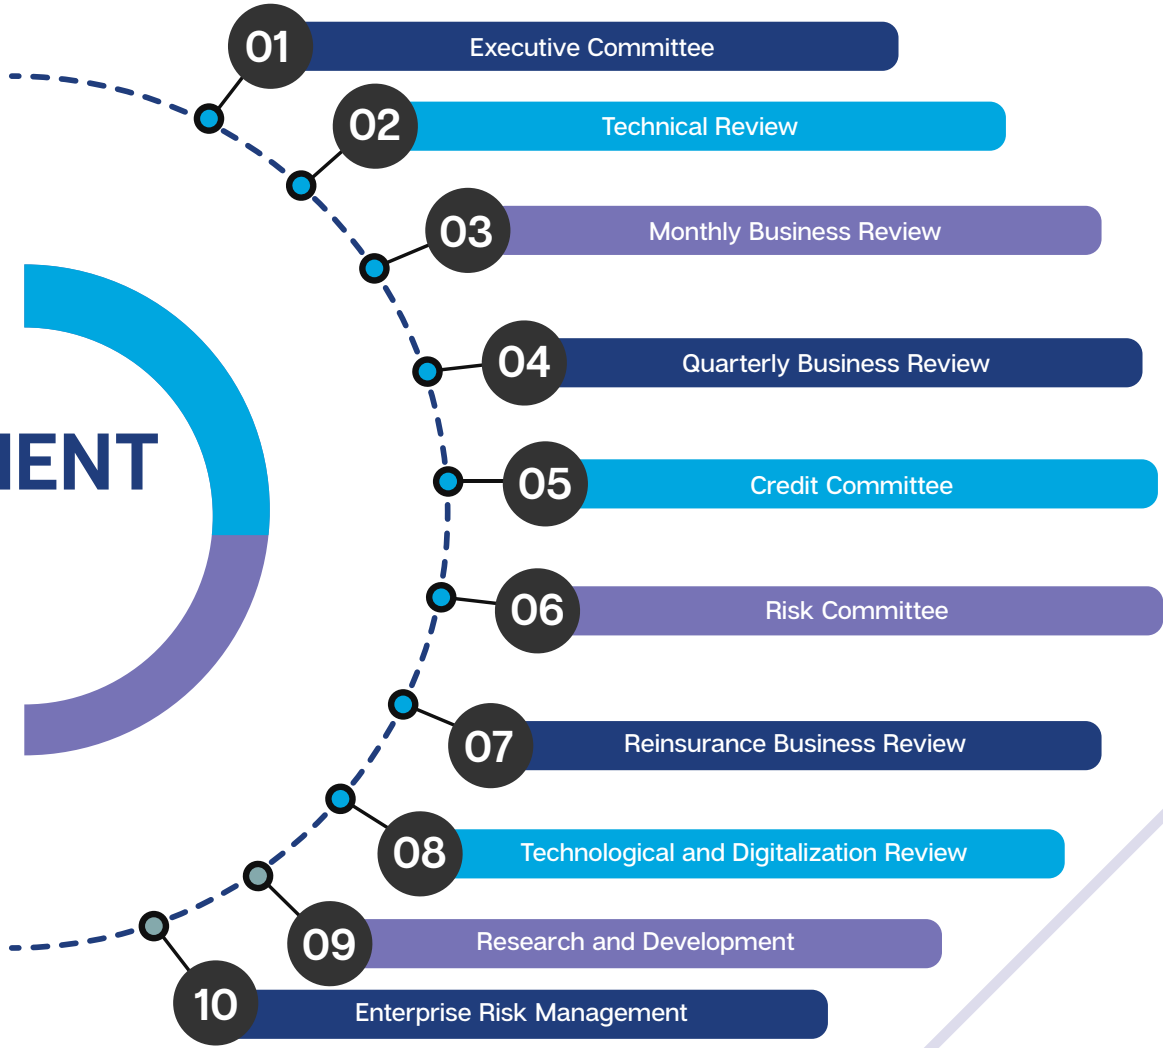 01
Executive Committee
02
Technical Review
03
Monthly Business Review
04
Quarterly Business Review
MENT
05
Credit Committee
06
Risk Committee
07
Reinsurance Business Review
08
Technological and Digitalization Review
09
Research and Development
10
Enterprise Risk Management